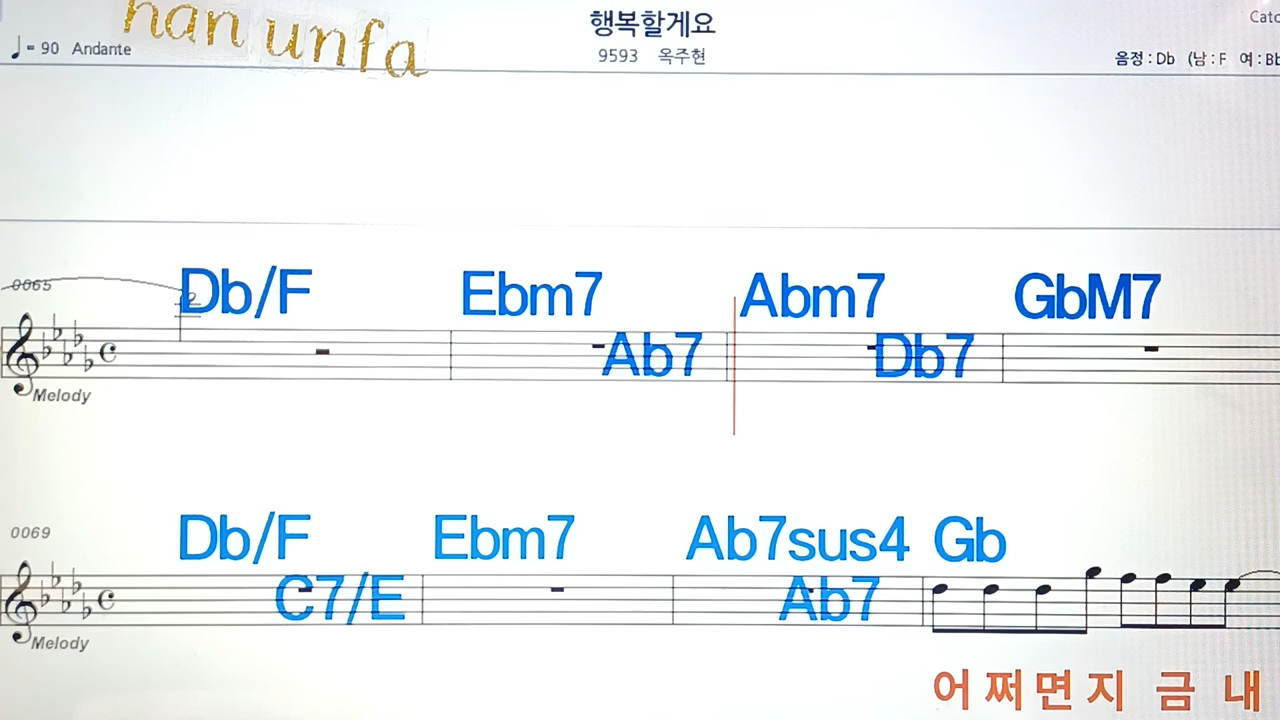 han unfa
행복할게요
♩= 90 Andante
9593 옥주현
음정 : Db (남 : F 여 : Bb
0065
Db/F Ebm7 Abm7 GbM7
Ab7 Db7
Melody
0069
Db/F Ebm7 Ab7sus4 Gb
C7/E Ab7
Melody
어 쩌 면 지 금 내